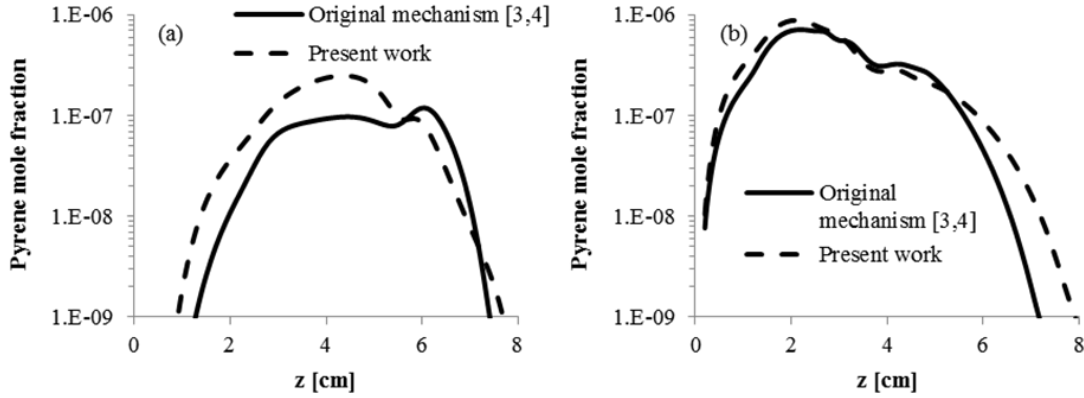 (a)
Original mechanism [3,4]
Present work
Pyrene mole fraction
1.E-06
1.E-07
1.E-08
1.E-09
0
2
4
6
8
z [cm]
(b)
Original
mechanism [3,4]
Present work
Pyrene mole fraction
1.E-06
1.E-07
1.E-08
1.E-09
0
2
4
6
8
z [cm]